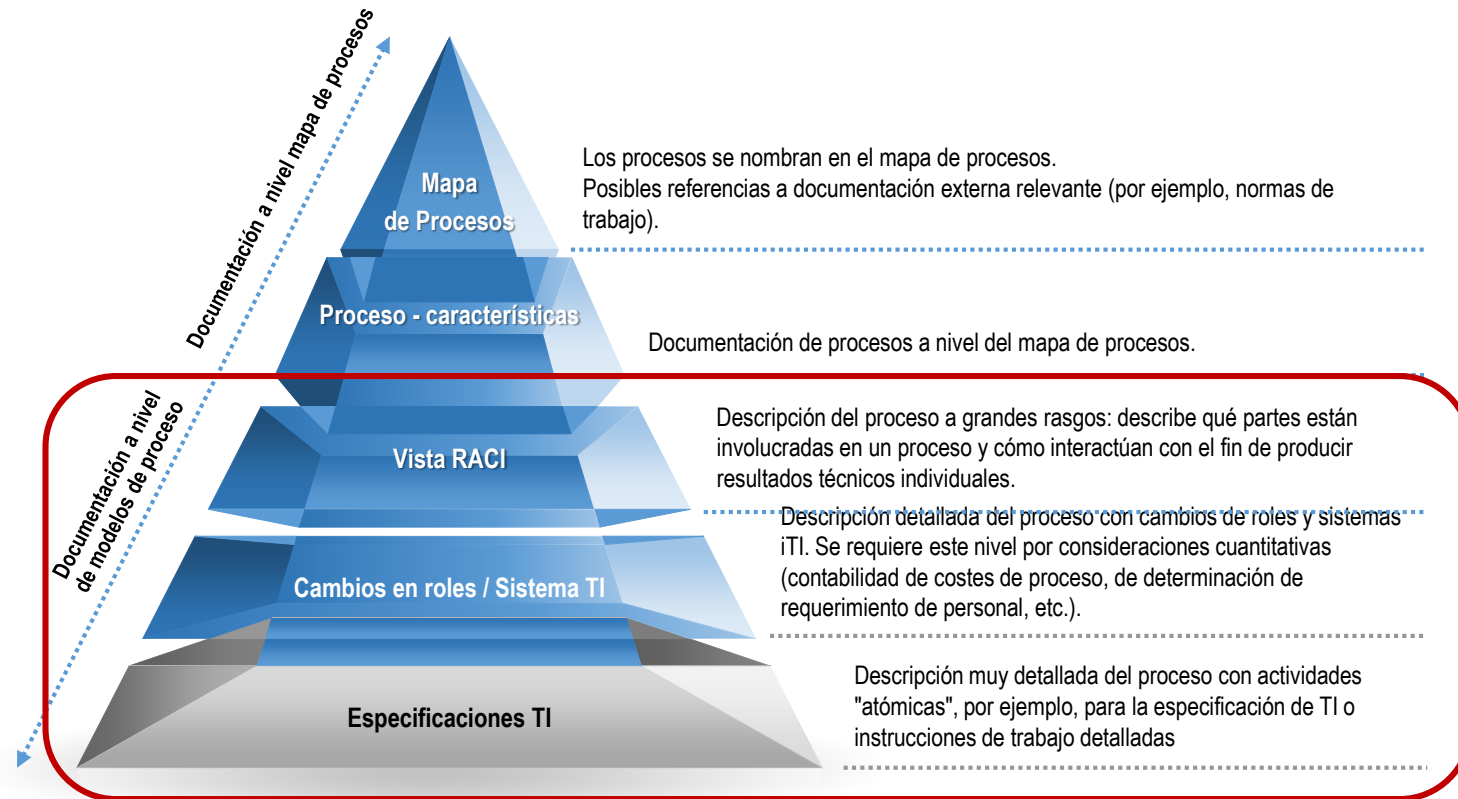 Documentación a nivel mapa de procesos
Mapa
de Procesos
Los procesos se nombran en el mapa de procesos.
Posibles referencias a documentación externa relevante (por ejemplo, normas de
trabajo).
Proceso - características
Documentación de procesos a nivel del mapa de procesos.
Documentación a nivel
de modelos de proceso
Vista RACI
Descripción del proceso a grandes rasgos: describe qué partes están
involucradas en un proceso y cómo interactúan con el fin de producir
resultados técnicos individuales.
Cambios en roles / Sistema TI
Descripción detallada del proceso con cambios de roles y sistemas
iTI. Se requiere este nivel por consideraciones cuantitativas
(contabilidad de costes de proceso, de determinación de
requerimiento de personal, etc.).
Especificaciones TI
Descripción muy detallada del proceso con actividades
"atómicas", por ejemplo, para la especificación de TI o
instrucciones de trabajo detalladas